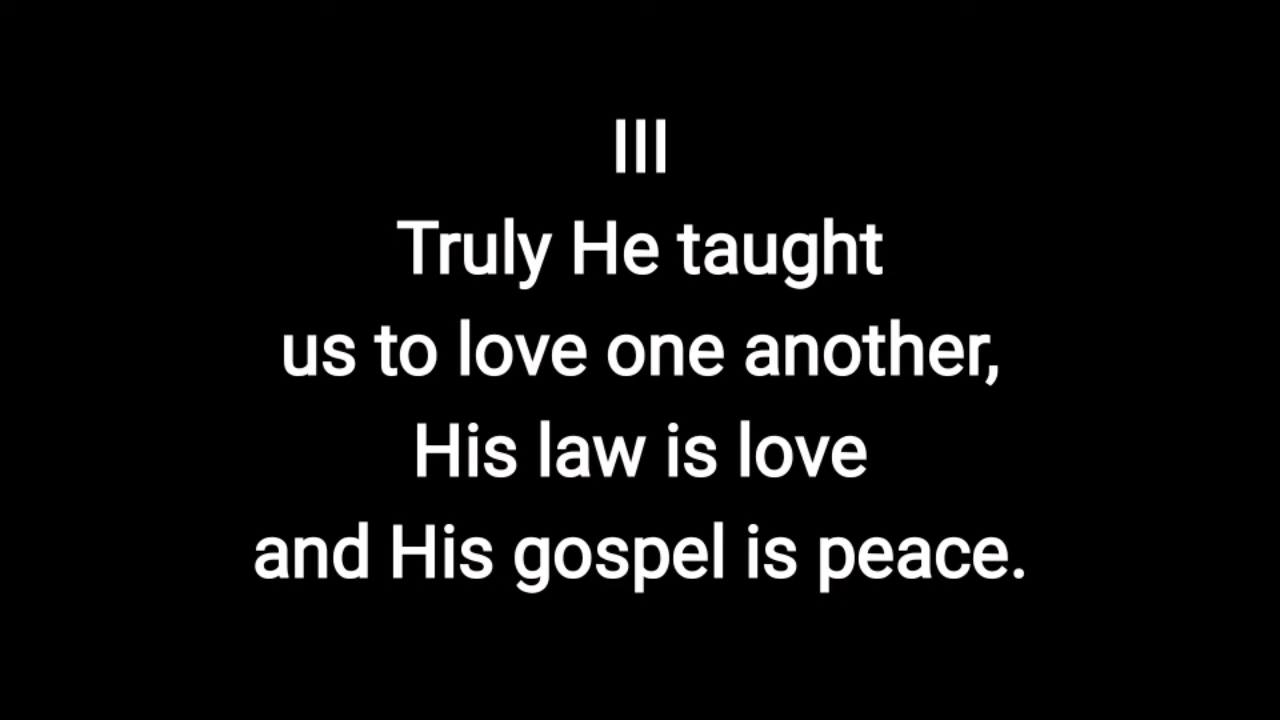 III
Truly He taught
us to love one another,
His law is love
and His gospel is peace.